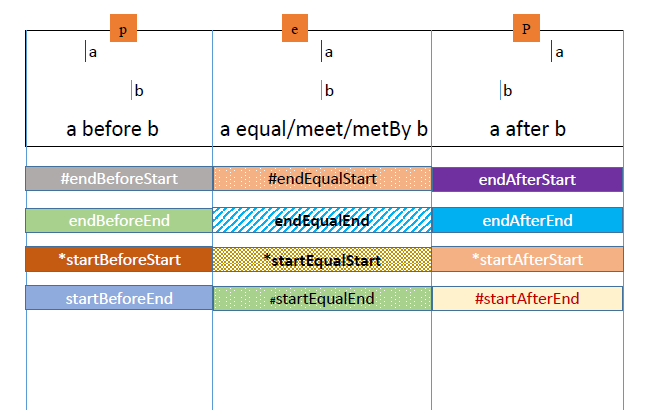 p e P
a a a
b b b
a before b a equal/meet/metBy b a after b
#endBeforeStart #endEqualStart endAfterStart
endBeforeEnd endEqualEnd endAfterEnd
*startBeforeStart *startEqualStart *startAfterStart
startBeforeEnd #startEqualEnd #startAfterEnd